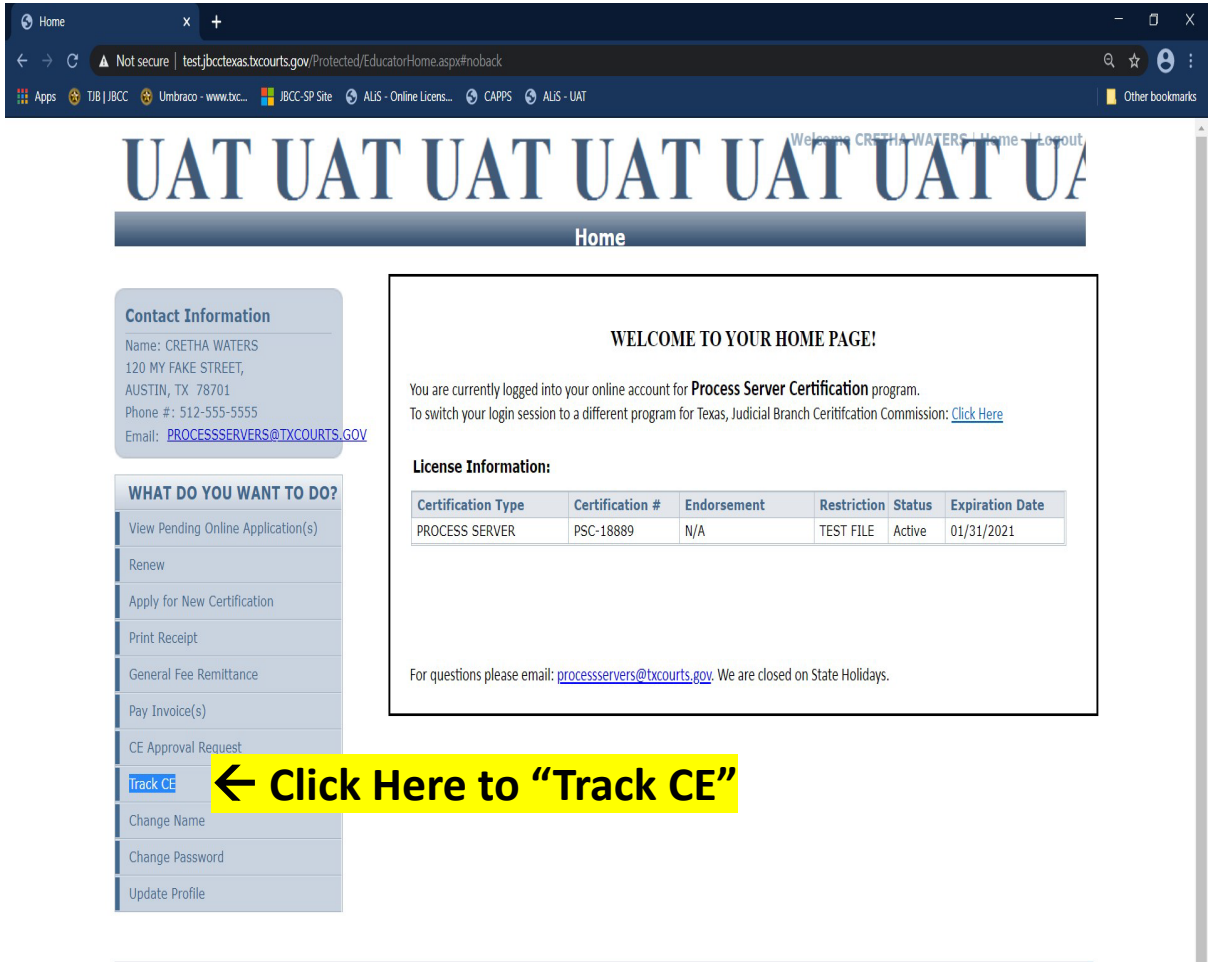 Home
Not secure | test.jbcctexas.txcourts.gov/Protected/EducatorHome.aspx#noback
Apps TJB | JBCC Umbraco - www.txc... JBCC-SP Site ALiS - Online Licens... CAPPS ALiS - UAT Other bookmarks
Welcome CRETHA WATERS | Home | Logout
UAT UAT UAT UAT UAT UAT UA
Home
Contact Information
Name: CRETHA WATERS
120 MY FAKE STREET,
AUSTIN, TX 78701
Phone #: 512-555-5555
Email: PROCESSSERVERS@TXCOURTS.GOV
WHAT DO YOU WANT TO DO?
View Pending Online Application(s)
Renew
Apply for New Certification
Print Receipt
General Fee Remittance
Pay Invoice(s)
CE Approval Request
Track CE
Change Name
Change Password
Update Profile
WELCOME TO YOUR HOME PAGE!
You are currently logged into your online account for Process Server Certification program.
To switch your login session to a different program for Texas, Judicial Branch Ceritifcation Commission: Click Here
License Information:
Certification Type Certification # Endorsement Restriction Status Expiration Date
PROCESS SERVER PSC-18889 N/A TEST FILE Active 01/31/2021
For questions please email: processservers@txcourts.gov. We are closed on State Holidays.
← Click Here to “Track CE”